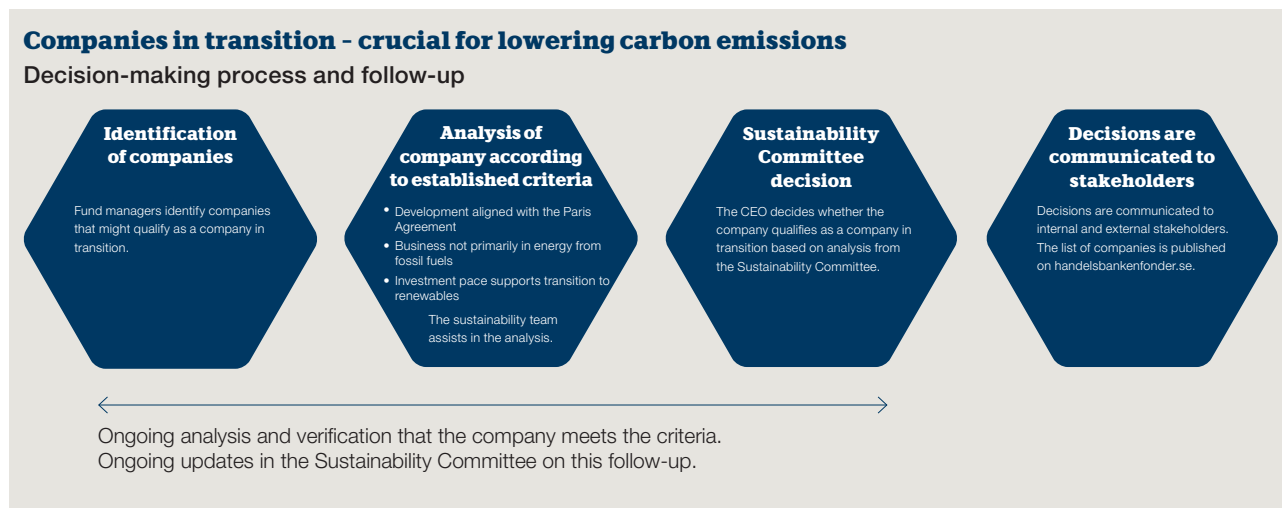 Companies in transition – crucial for lowering carbon emissions
Decision-making process and follow-up
Identification
of companies
Fund managers identify companies
that might qualify as a company in
transition.
Analysis of
company according
to established criteria
• Development aligned with the Paris
Agreement
• Business not primarily in energy from
fossil fuels
• Investment pace supports transition to
renewables
The sustainability team
assists in the analysis.
Sustainability
Committee
decision
The CEO decides whether the
company qualifies as a company in
transition based on analysis from
the Sustainability Committee.
Decisions are
communicated to
stakeholders
Decisions are communicated to
internal and external stakeholders.
The list of companies is published
on handelsbankenfonder.se.
Ongoing analysis and verification that the company meets the criteria.
Ongoing updates in the Sustainability Committee on this follow-up.